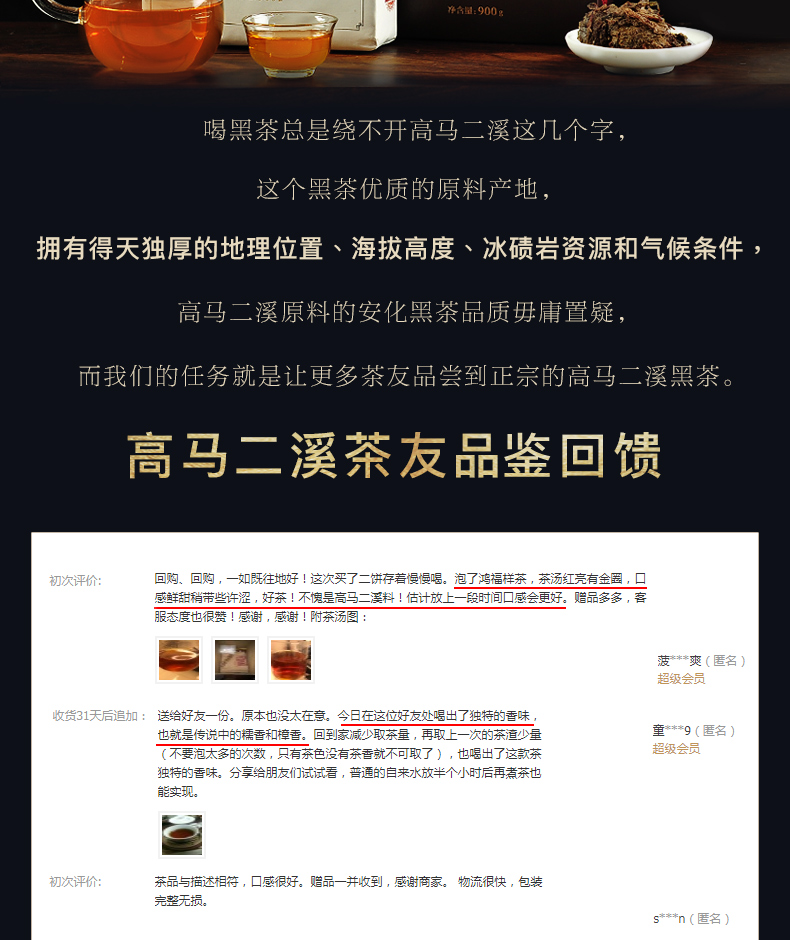 净含量:900g
喝黑茶总是绕不开高马二溪这几个字，
这个黑茶优质的原料产地，
拥有得天独厚的地理位置、海拔高度、冰碛岩资源和气候条件，
高马二溪原料的安化黑茶品质毋庸置疑，
而我们的任务就是让更多茶友品尝到正宗的高马二溪黑茶。
高马二溪茶友品鉴回馈
初次评价:
回购、回购，一如既往地好！这次买了二饼存着慢慢喝。泡了鸿福样茶，茶汤红亮有金圈，口
感鲜甜稍带些许涩，好茶！不愧是高马二溪料！估计放上一段时间口感会更好。赠品多多，客
服态度也很赞！感谢，感谢！附茶汤图：
菠***爽（匿名）
超级会员
收货31天后追加：
送给好友一份。原本也没太在意。今日在这位好友处喝出了独特的香味，
也就是传说中的糯香和樟香。回到家减少取茶量，再取上一次的茶渣少量
（不要泡太多的次数，只有茶色没有茶香就不可取了），也喝出了这款茶
独特的香味。分享给朋友们试试看，普通的自来水放半个小时后再煮茶也
能实现。
童***9（匿名）
超级会员
初次评价:
茶品与描述相符，口感很好。赠品一并收到，感谢商家。 物流很快，包装
完整无损。
s***n（匿名）